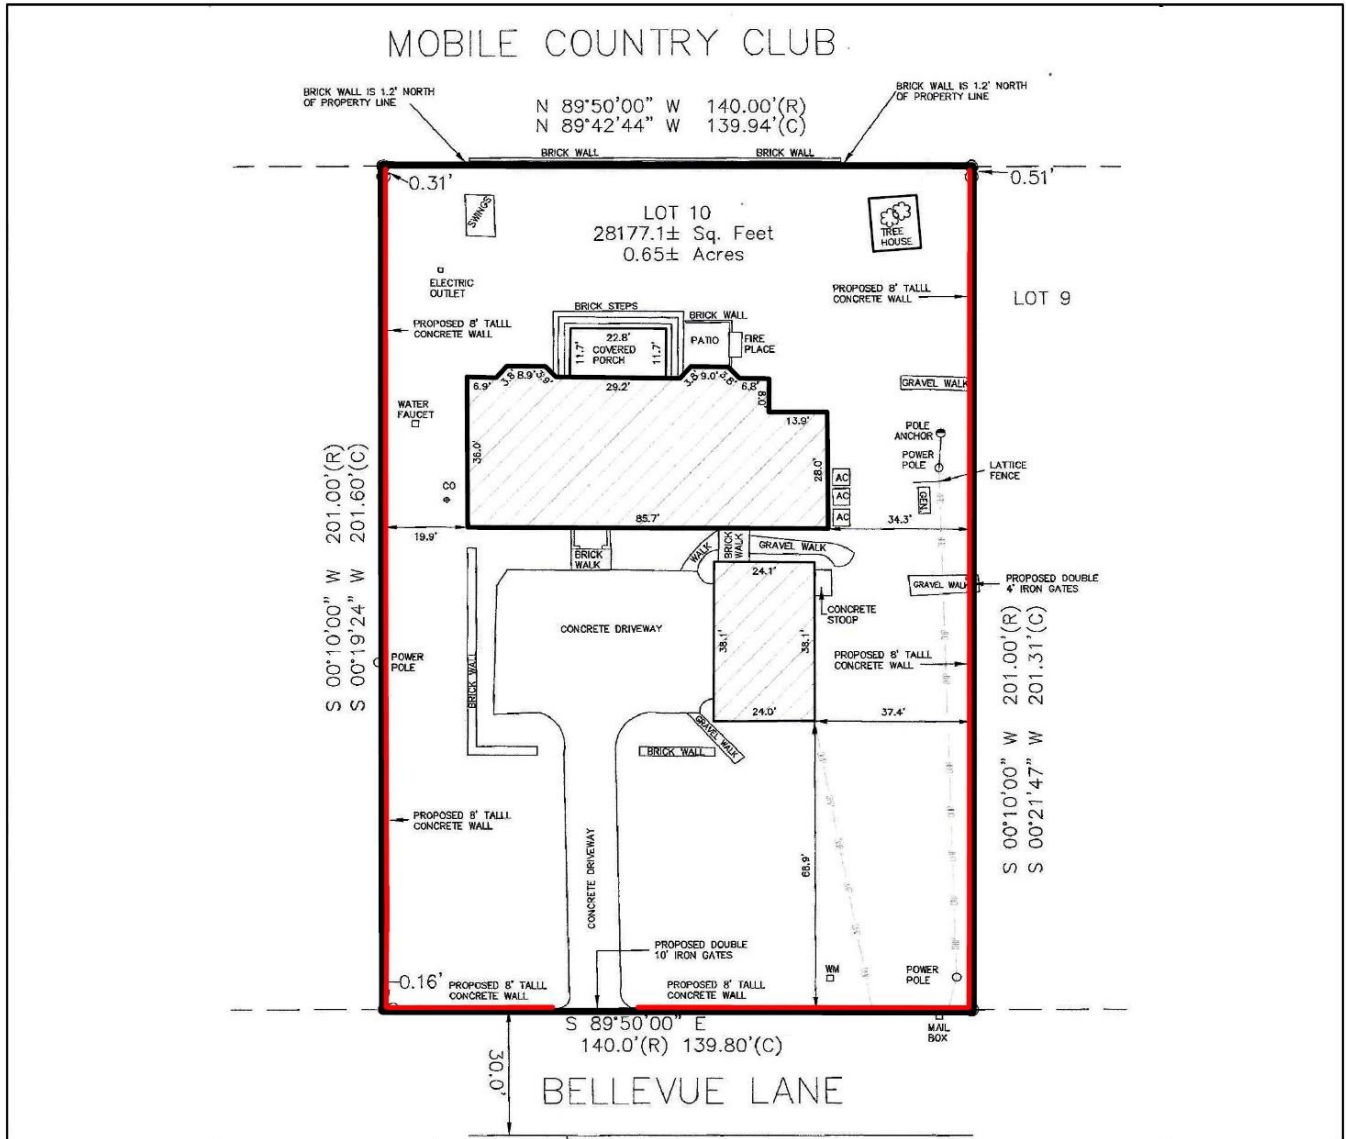 MOBILE COUNTRY CLUB
BRICK WALL IS 1.2' NORTH
OF PROPERTY LINE
N 89°50'00" W 140.00'(R)
N 89°42'44" W 139.94'(C)
BRICK WALL IS 1.2' NORTH
OF PROPERTY LINE
BRICK WALL
BRICK WALL
0.31'
0.51'
SWINGS
LOT 10
28177.1± Sq. Feet
0.65± Acres
TREE
HOUSE
ELECTRIC
OUTLET
PROPOSED 8' TALLL
CONCRETE WALL
LOT 9
PROPOSED 8' TALLL
CONCRETE WALL
BRICK STEPS
BRICK WALL
22.8'
COVERED
PORCH
11.7'
11.7'
PATIO
FIRE
PLACE
6.9'
3.8'
8.9'
3.9'
29.2'
3.8'
9.0'
3.8'
6.8'
8.0'
13.9'
GRAVEL WALK
WATER
FAUCET
POLE
ANCHOR
POWER
POLE
LATTICE
FENCE
36.0'
28.0'
CO
AC
AC
AC
GEN.
85.7'
34.3'
19.9'
S 00°10'00" W 201.00'(R)
S 00°19'24" W 201.60'(C)
BRICK
WALK
WALK
BRICK
WALK
GRAVEL WALK
24.1'
GRAVEL WALK
PROPOSED DOUBLE
4' IRON GATES
CONCRETE
STOOP
CONCRETE DRIVEWAY
38.1'
38.1'
POWER
POLE
BRICK WALL
PROPOSED 8' TALLL
CONCRETE WALL
24.0'
37.4'
GRAVEL WALK
BRICK WALL
S 00°10'00" W 201.00'(R)
S 00°21'47" W 201.31'(C)
PROPOSED 8' TALLL
CONCRETE WALL
CONCRETE DRIVEWAY
68.9'
PROPOSED DOUBLE
10' IRON GATES
WM
POWER
POLE
0.16'
PROPOSED 8' TALLL
CONCRETE WALL
PROPOSED 8' TALLL
CONCRETE WALL
S 89°50'00" E
140.0'(R) 139.80'(C)
MAIL
BOX
30.0'
BELLEVUE LANE